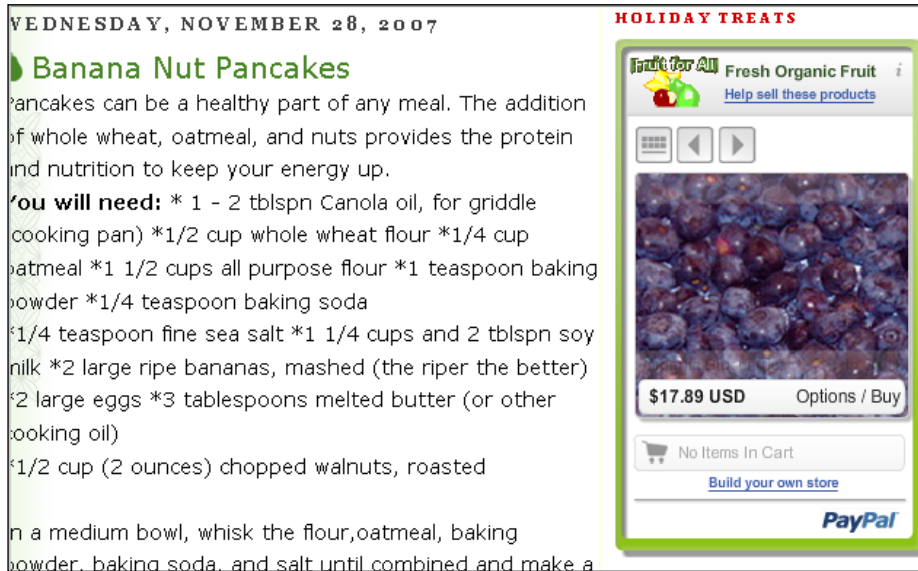 WEDNESDAY, NOVEMBER 28, 2007
Banana Nut Pancakes
Pancakes can be a healthy part of any meal. The addition
of whole wheat, oatmeal, and nuts provides the protein
and nutrition to keep your energy up.
You will need: * 1 - 2 tblspn Canola oil, for griddle
(cooking pan) *1/2 cup whole wheat flour *1/4 cup
oatmeal *1 1/2 cups all purpose flour *1 teaspoon baking
powder *1/4 teaspoon baking soda
*1/4 teaspoon fine sea salt *1 1/4 cups and 2 tblspn soy
milk *2 large ripe bananas, mashed (the riper the better)
*2 large eggs *3 tablespoons melted butter (or other
cooking oil)
*1/2 cup (2 ounces) chopped walnuts, roasted
In a medium bowl, whisk the flour,oatmeal, baking
powder, baking soda, and salt until combined and make a
HOLIDAY TREATS
Fruit for All
Fresh Organic Fruit i
Help sell these products
$17.89 USD Options / Buy
No Items In Cart
Build your own store
PayPal